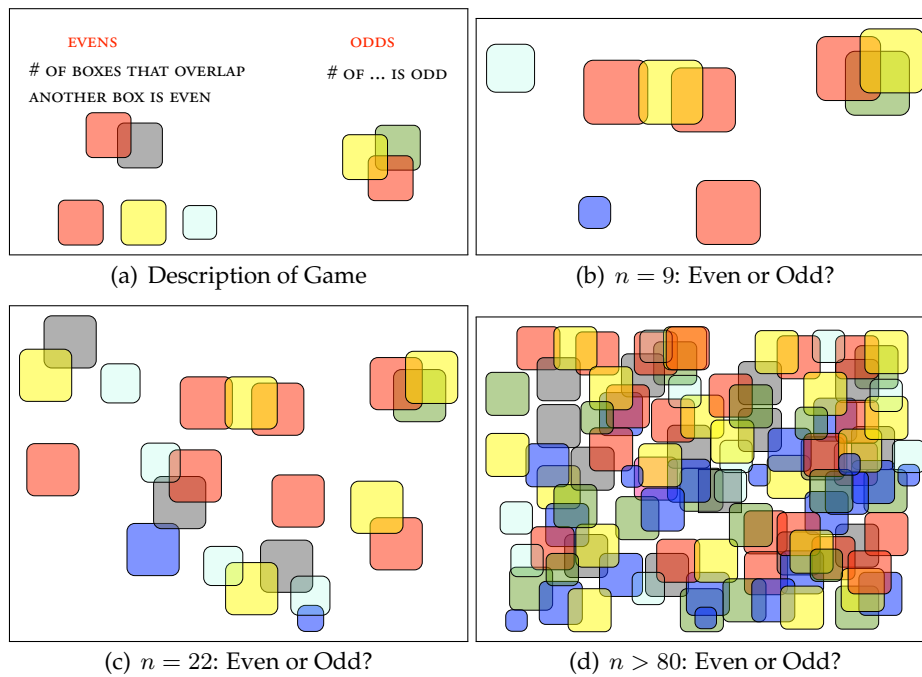 EVENS
# OF BOXES THAT OVERLAP
ANOTHER BOX IS EVEN
ODDS
# OF ... IS ODD
(a) Description of Game
(b) n = 9: Even or Odd?
(c) n = 22: Even or Odd?
(d) n > 80: Even or Odd?